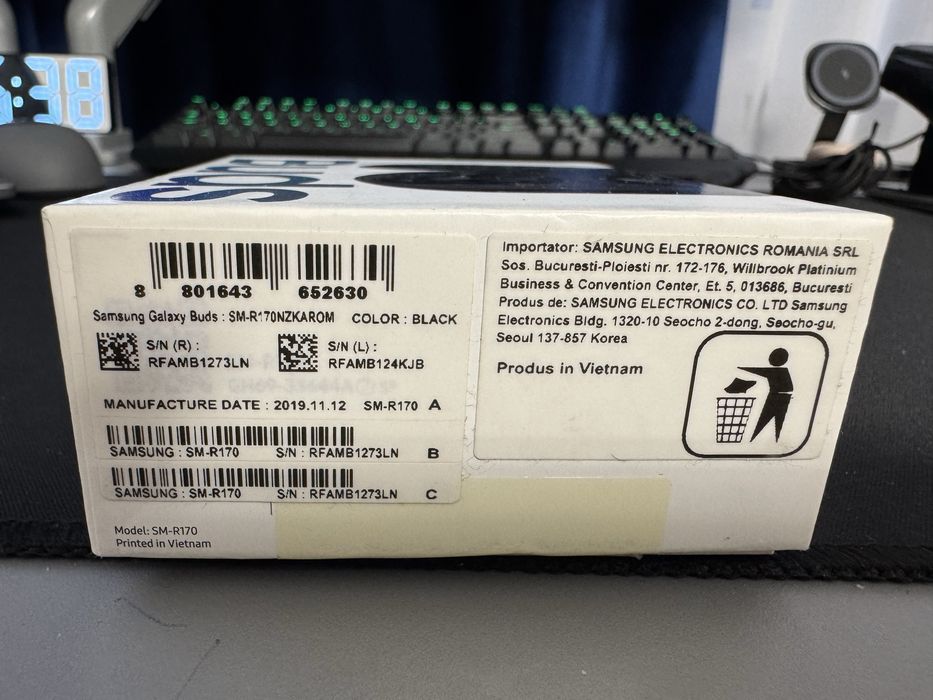 8 801643 652630
Samsung Galaxy Buds : SM-R170NZKAROM COLOR : BLACK
S/N (R) :
RFAMB1273LN
S/N (L) :
RFAMB124KJB
MANUFACTURE DATE : 2019.11.12 SM-R170 A
SAMSUNG : SM-R170 S/N : RFAMB1273LN B
SAMSUNG : SM-R170 S/N : RFAMB1273LN C
Model: SM-R170
Printed in Vietnam
Importator: SAMSUNG ELECTRONICS ROMANIA SRL
Sos. Bucuresti-Ploiesti nr. 172-176, Willbrook Platinium
Business & Convention Center, Et. 5, 013686, Bucuresti
Produs de: SAMSUNG ELECTRONICS CO. LTD Samsung
Electronics Bldg. 1320-10 Seocho 2-dong, Seocho-gu,
Seoul 137-857 Korea
Produs in Vietnam